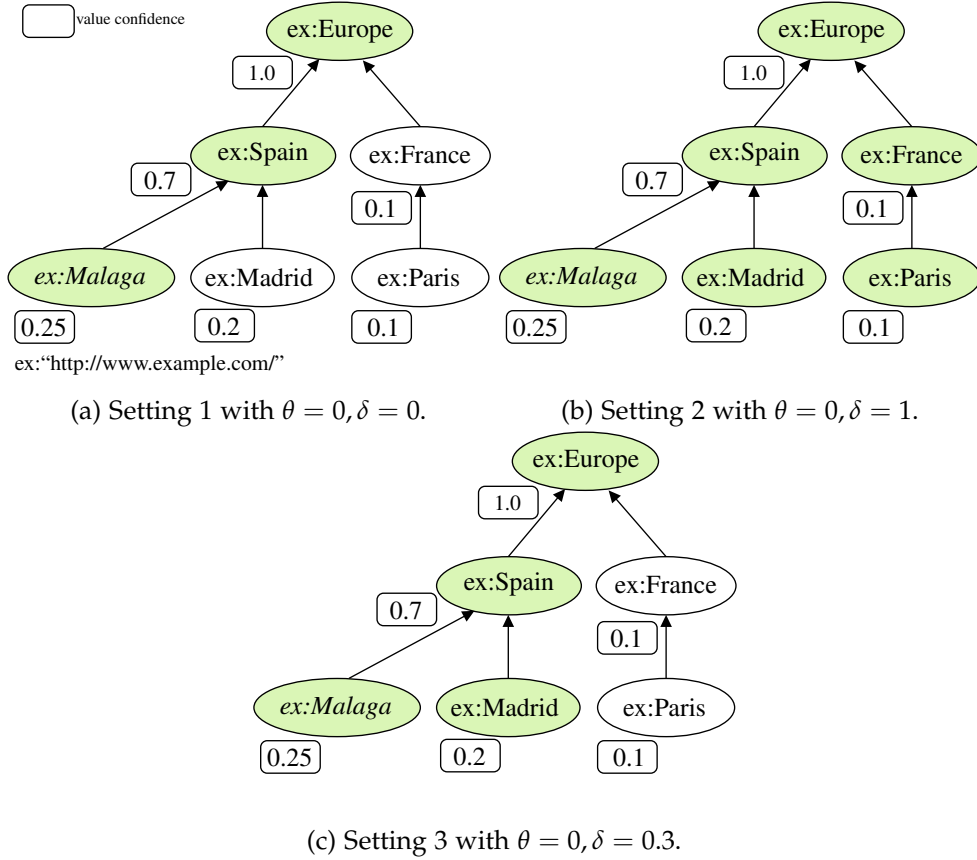 value confidence
ex:Europe ex:Europe
1.0 1.0
ex:Spain ex:France ex:Spain ex:France
0.7 0.1 0.7 0.1
ex:Malaga ex:Madrid ex:Paris ex:Malaga ex:Madrid ex:Paris
0.25 0.2 0.1 0.25 0.2 0.1
ex:“http://www.example.com/”
(a) Setting 1 with θ = 0, δ = 0. (b) Setting 2 with θ = 0, δ = 1.
ex:Europe
1.0
ex:Spain ex:France
0.7 0.1
ex:Malaga ex:Madrid ex:Paris
0.25 0.2 0.1
(c) Setting 3 with θ = 0, δ = 0.3.